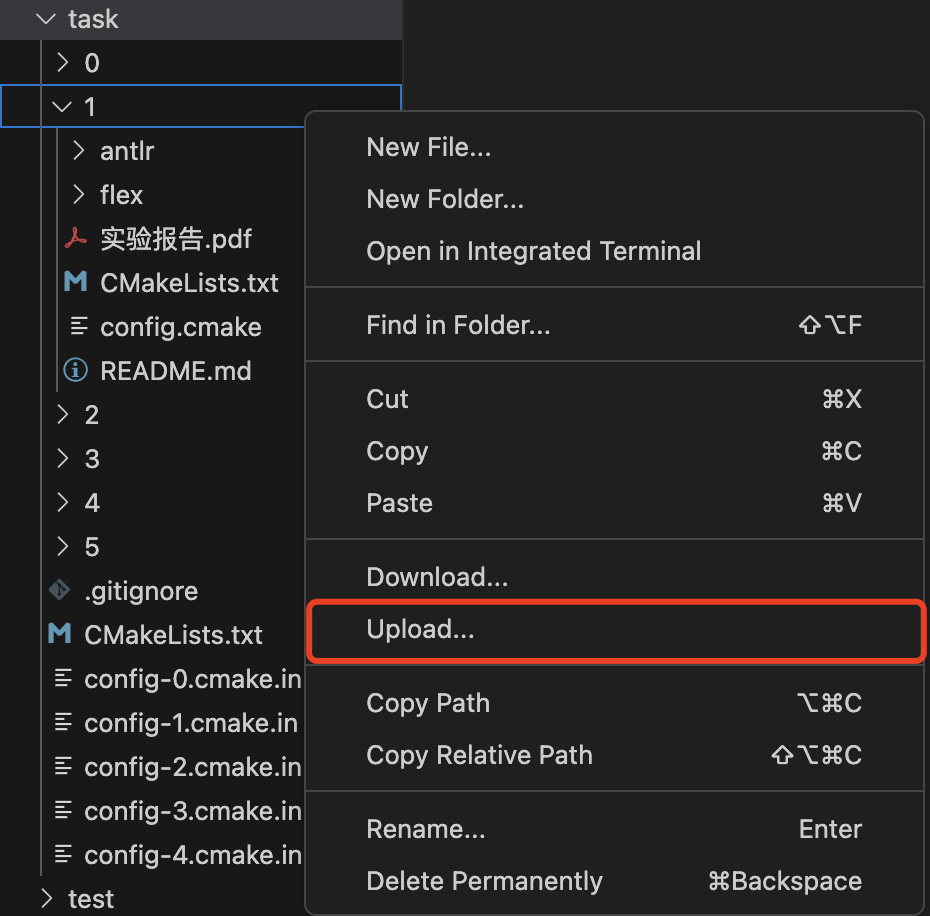 task
0
1
antlr
flex
实验报告.pdf
CMakeLists.txt
config.cmake
README.md
2
3
4
5
.gitignore
CMakeLists.txt
config-0.cmake.in
config-1.cmake.in
config-2.cmake.in
config-3.cmake.in
config-4.cmake.in
test
New File...
New Folder...
Open in Integrated Terminal
Find in Folder... ⇧⌥F
Cut ⌘X
Copy ⌘C
Paste ⌘V
Download...
Upload...
Copy Path ⌥⌘C
Copy Relative Path ⇧⌥⌘C
Rename... Enter
Delete Permanently ⌘Backspace